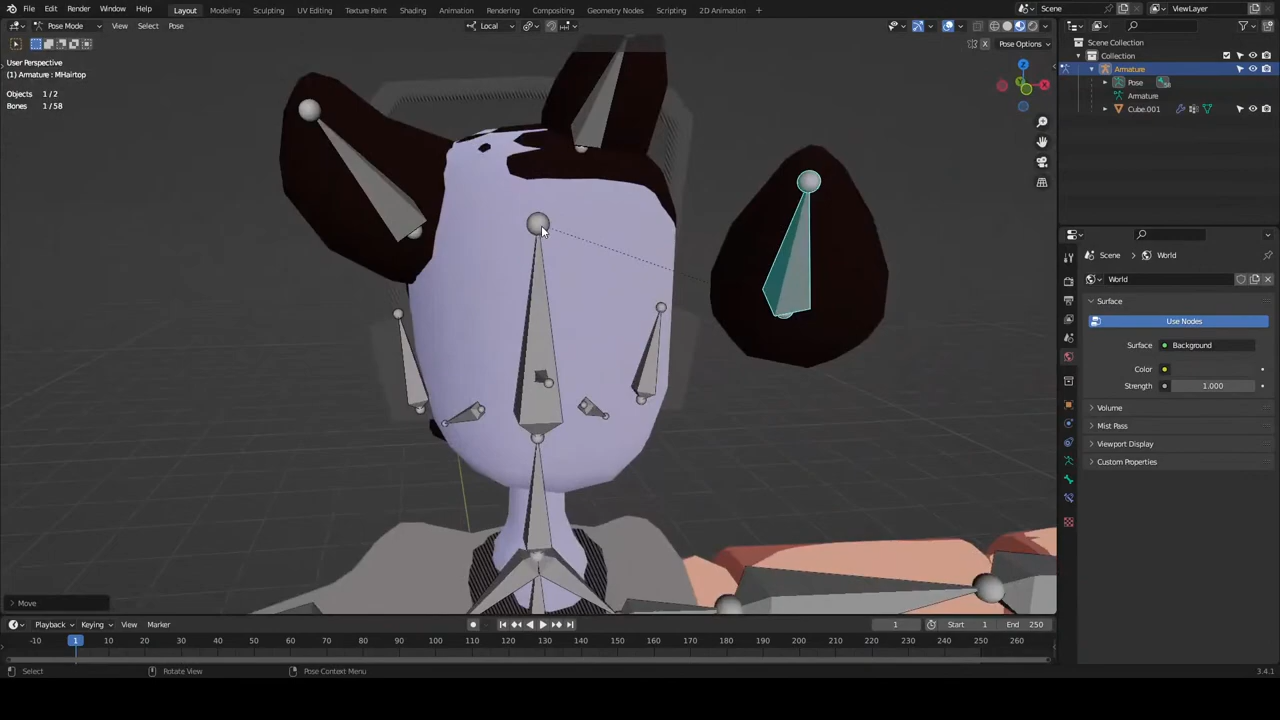 File Edit Render Window Help Layout Modeling Sculpting UV Editing Texture Paint Shading Animation Rendering Compositing Geometry Nodes Scripting 2D Animation + Scene ViewLayer
Pose Mode View Select Pose Local
X Pose Options
User Perspective
(1) Armature : MHairtop
Objects 1/2
Bones 1/58
Scene Collection
Collection
Armature
Pose
Armature
Cube.001
Scene > World
World
Surface
Use Nodes
Surface Background
Color
Strength 1.000
Volume
Mist Pass
Viewport Display
Custom Properties
Move
Playback Keying View Marker 1 Start 1 End 250
-10 1 10 20 30 40 50 60 70 80 90 100 110 120 130 140 150 160 170 180 190 200 210 220 230 240 250 260
Select Rotate View Pose Context Menu 3.4.1